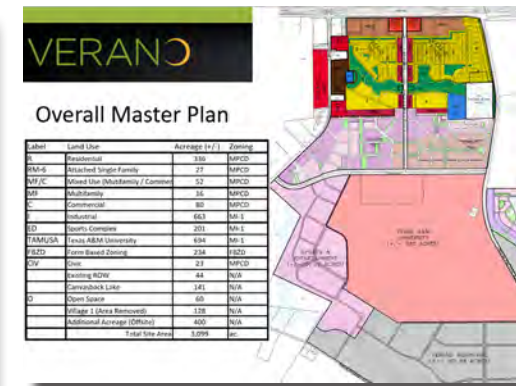 VERANO
Overall Master Plan
Label Land Use Acreage (+/-) Zoning
R Residential 336 MPCD
RM-6 Attached Single Family 27 MPCD
MF/C Mixed Use (Multifamily / Commer 52 MPCD
MF Multifamily 16 MPCD
C Commercial 80 MPCD
I Industrial 663 MI-1
ED Sports Complex 201 MI-1
TAMUSA Texas A&M University 694 MI-1
FBZD Form Based Zoning 234 FBZD
CIV Civic 23 MPCD
Existing ROW 44 N/A
Canvasback Lake 141 N/A
O Open Space 60 N/A
Village 1 (Area Removed) 128 N/A
Additional Acreage (Offsite) 400 N/A
Total Site Area 3,099 ac.
TEXAS A&M
UNIVERSITY